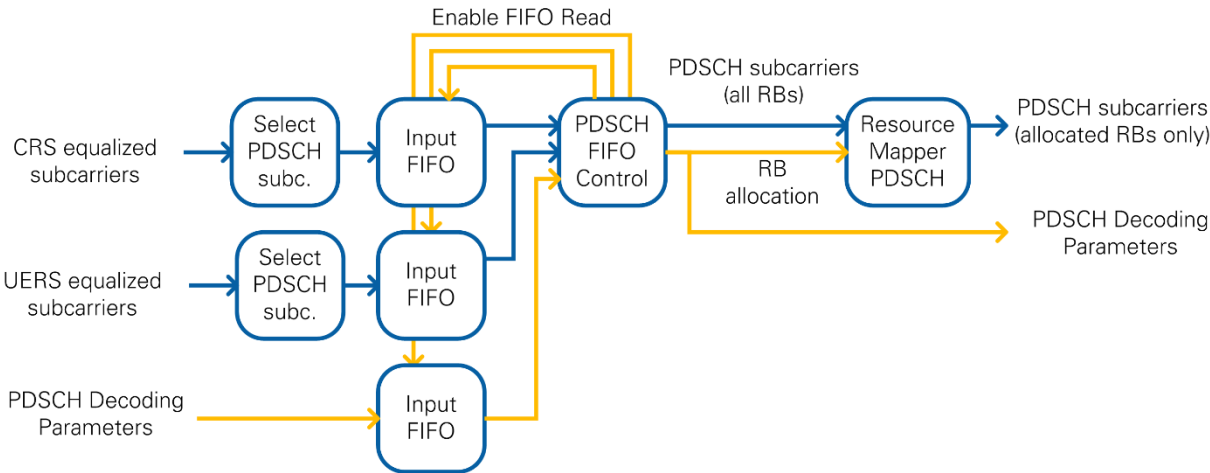 Enable FIFO Read
CRS equalized
subcarriers
Select
PDSCH
subc.
Input
FIFO
PDSCH
FIFO
Control
PDSCH subcarriers
(all RBs)
RB
allocation
Resource
Mapper
PDSCH
PDSCH subcarriers
(allocated RBs only)
PDSCH Decoding
Parameters
UERS equalized
subcarriers
Select
PDSCH
subc.
Input
FIFO
PDSCH Decoding
Parameters
Input
FIFO